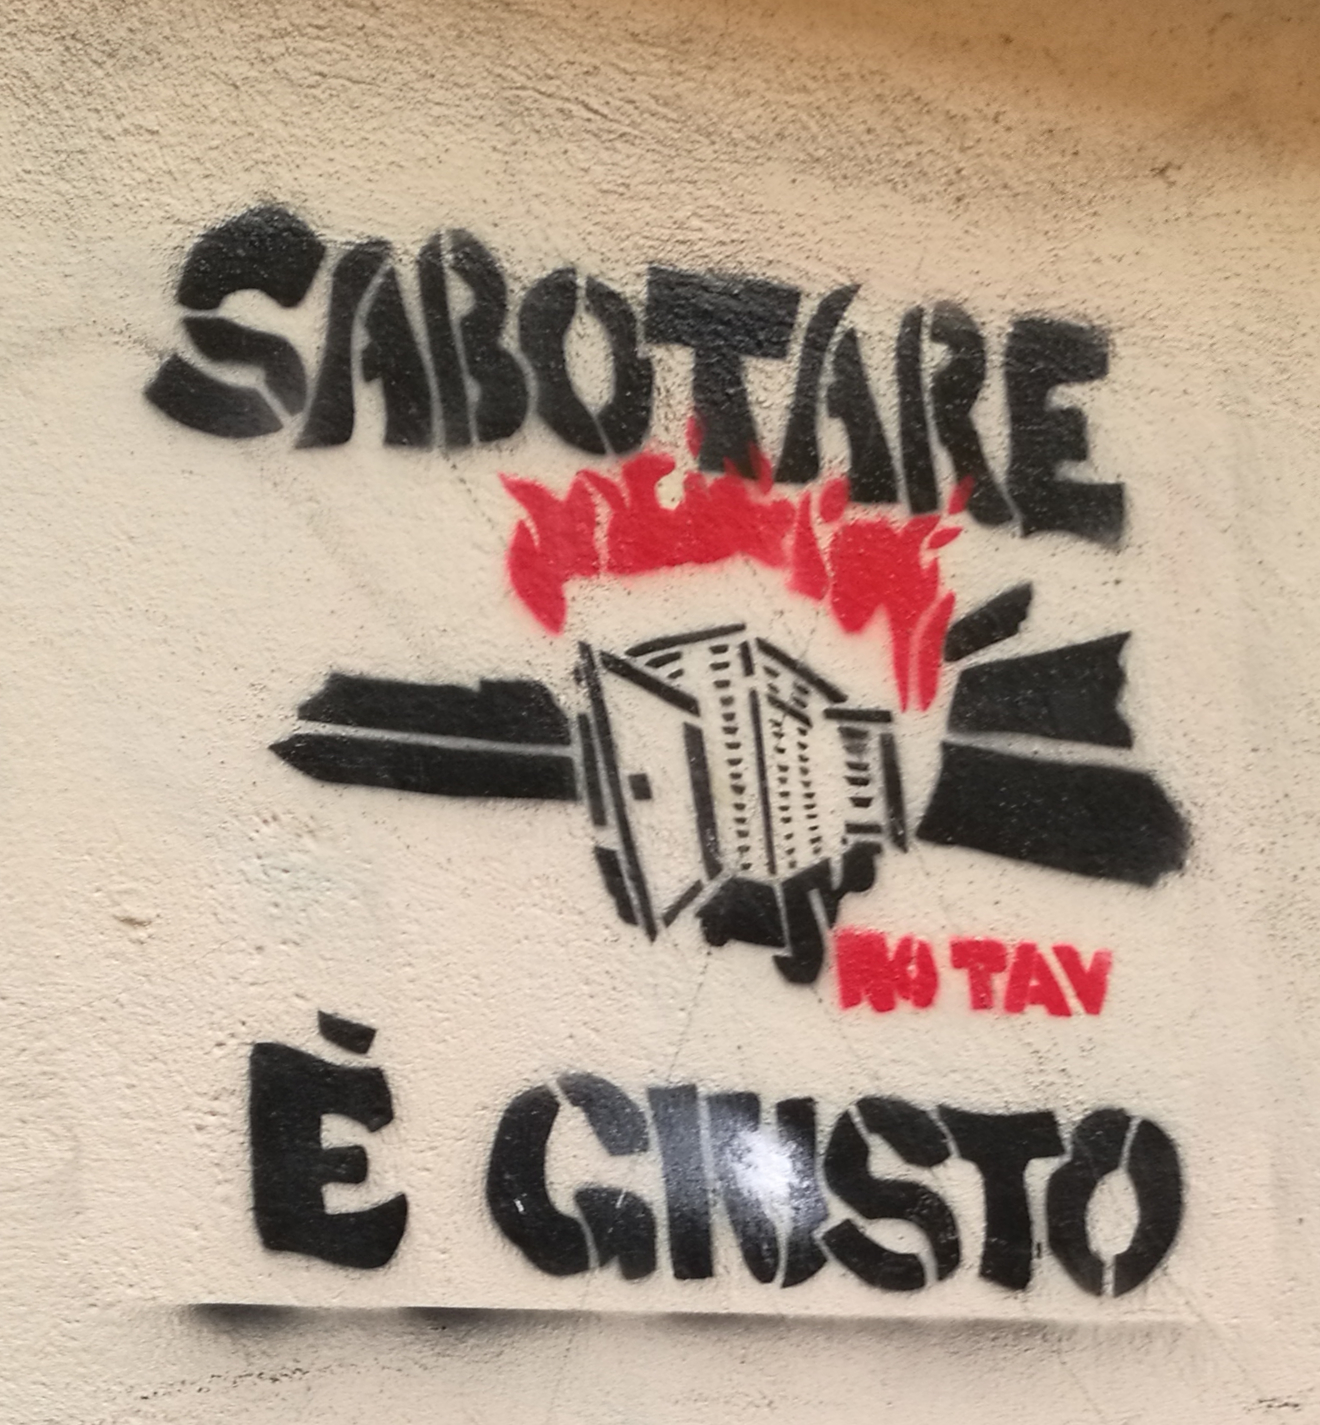 SABOTARE
NO TAV
È GIUSTO